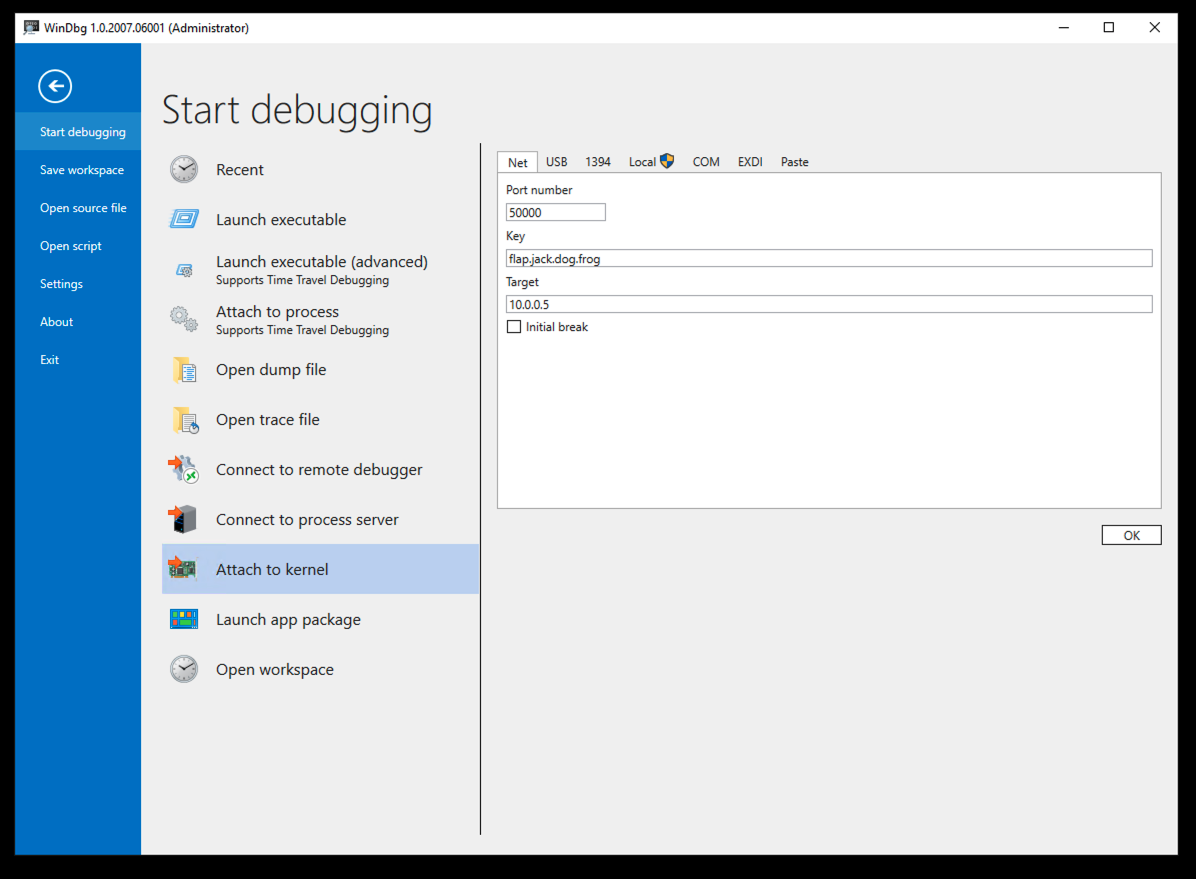 WinDbg 1.0.2007.06001 (Administrator)
Start debugging
Save workspace
Open source file
Open script
Settings
About
Exit
Start debugging
Recent
Launch executable
Launch executable (advanced)
Supports Time Travel Debugging
Attach to process
Supports Time Travel Debugging
Open dump file
Open trace file
Connect to remote debugger
Connect to process server
Attach to kernel
Launch app package
Open workspace
Net USB 1394 Local COM EXDI Paste
Port number
50000
Key
flap.jack.dog.frog
Target
10.0.0.5
Initial break
OK